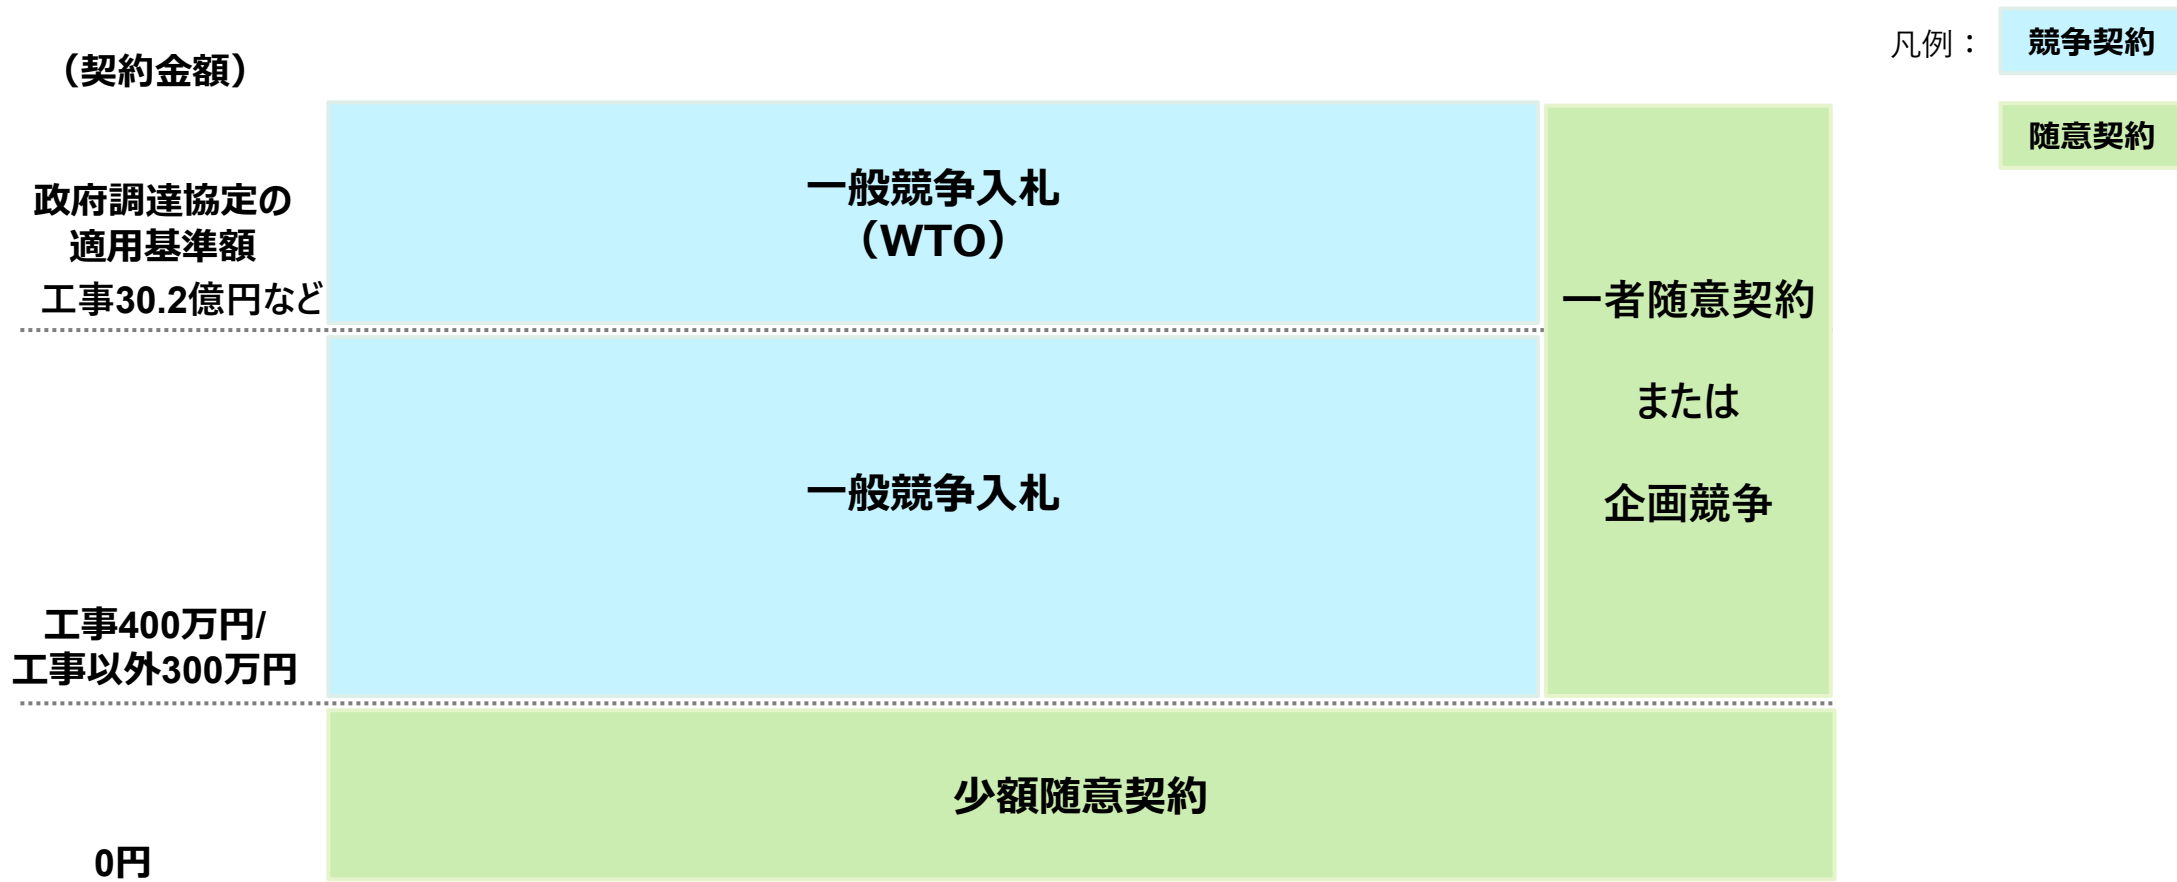 凡例：
競争契約
随意契約
（契約金額）
政府調達協定の
適用基準額
工事30.2億円など
一般競争入札
（WTO）
一者随意契約
または
企画競争
一般競争入札
工事400万円/
工事以外300万円
少額随意契約
0円